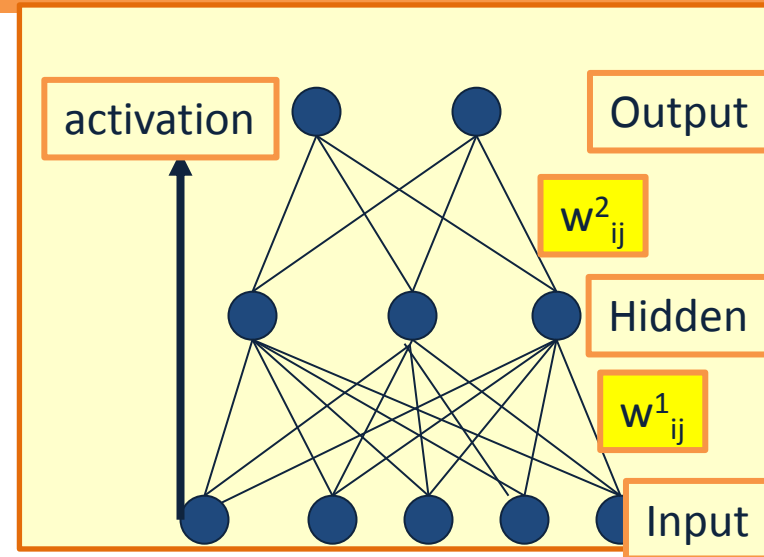 activation
Output
w²ᵢⱼ
Hidden
w¹ᵢⱼ
Input